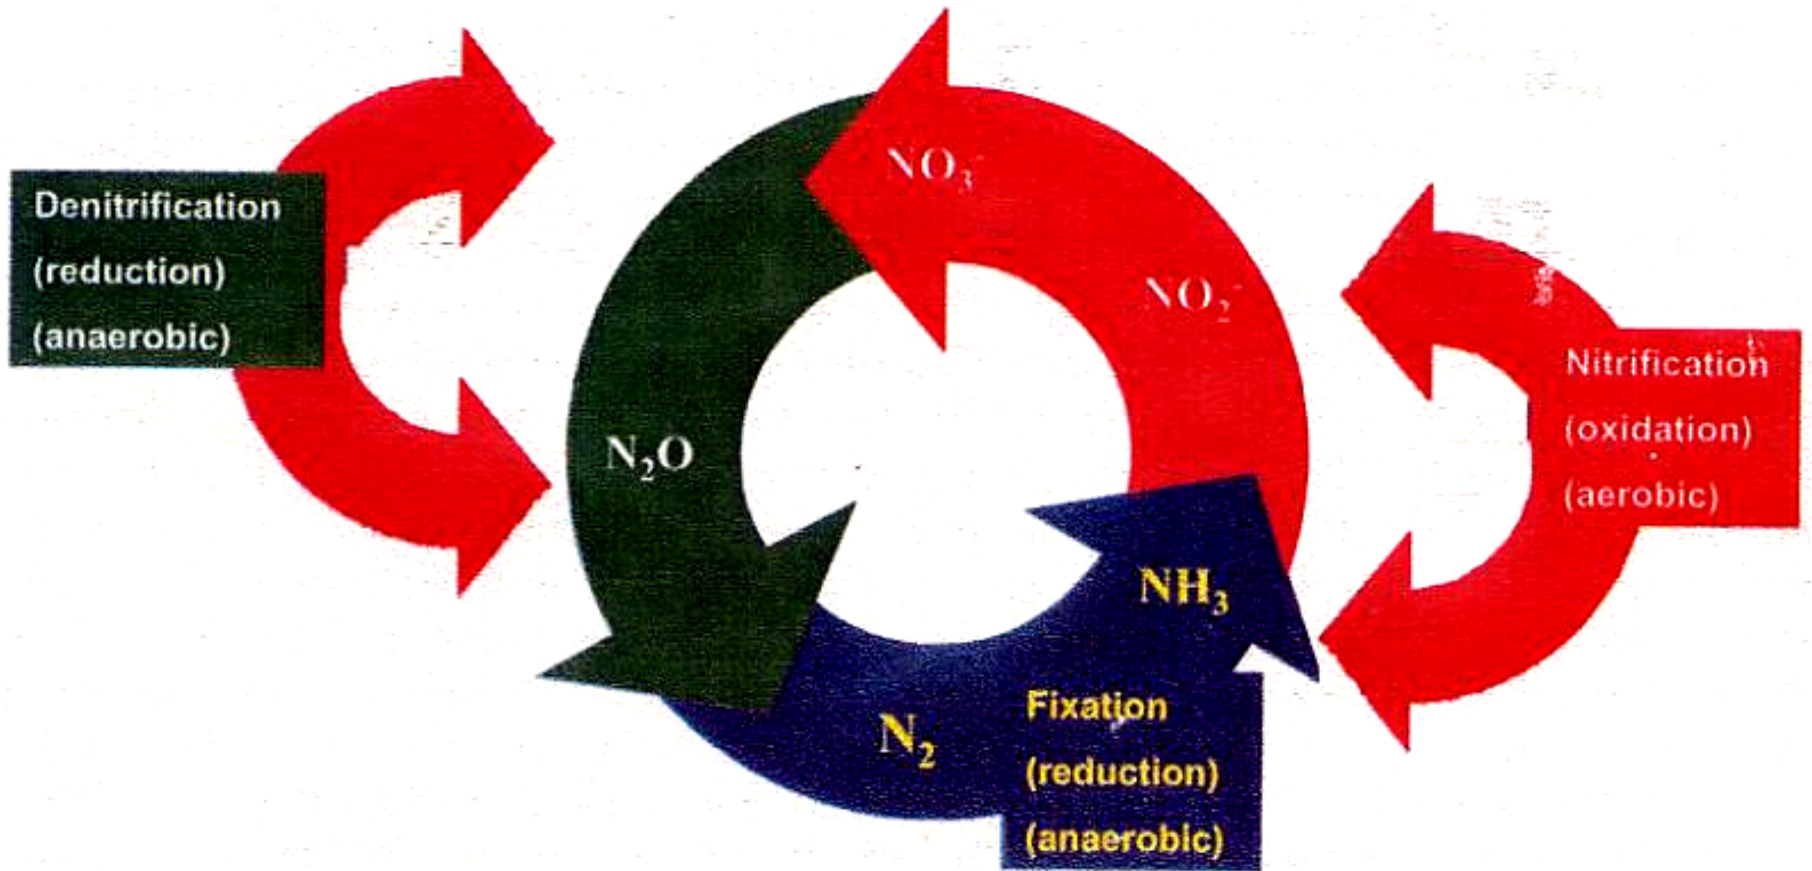 NO₃⁻
Denitrification
(reduction)
(anaerobic)
NO₂⁻
Nitrification
(oxidation)
(aerobic)
N₂O
NH₃
N₂
Fixation
(reduction)
(anaerobic)